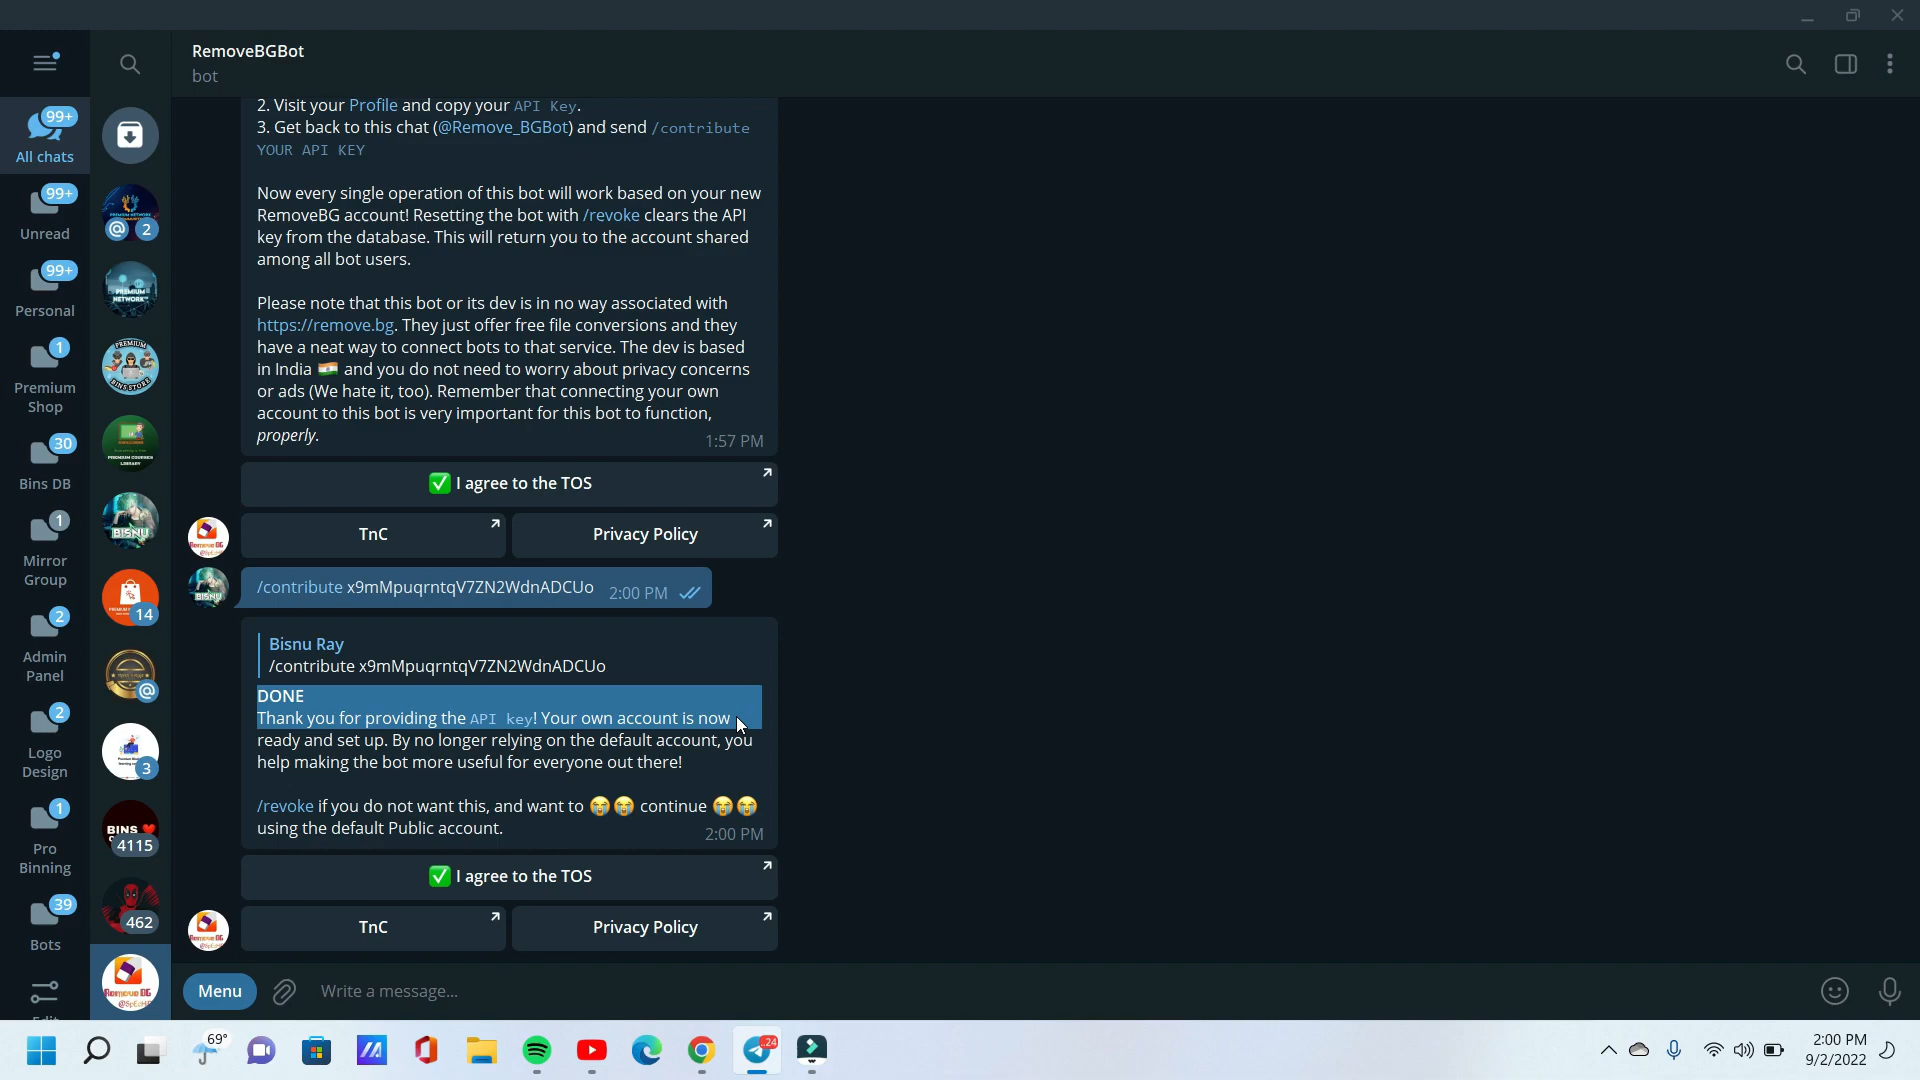 RemoveBGBot
bot
99+
All chats
99+
Unread
99+
Personal
1
Premium
Shop
30
Bins DB
1
Mirror
Group
2
Admin
Panel
2
Logo
Design
1
Pro
Binning
39
Bots
Edit
@ 2
PREMIUM NETWORK
PREMIUM
BINS STORE
PREMIUM COURSES
LIBRARY
BISNU
14
@
3
BINS
4115
462
Remove BG
2. Visit your Profile and copy your API Key.
3. Get back to this chat (@Remove_BGBot) and send /contribute
YOUR API KEY
Now every single operation of this bot will work based on your new
RemoveBG account! Resetting the bot with /revoke clears the API
key from the database. This will return you to the account shared
among all bot users.
Please note that this bot or its dev is in no way associated with
https://remove.bg. They just offer free file conversions and they
have a neat way to connect bots to that service. The dev is based
in India 🇮🇳 and you do not need to worry about privacy concerns
or ads (We hate it, too). Remember that connecting your own
account to this bot is very important for this bot to function,
properly.
1:57 PM
✅ I agree to the TOS
TnC
Privacy Policy
/contribute x9mMpuqrntqV7ZN2WdnADCUo 2:00 PM
Bisnu Ray
/contribute x9mMpuqrntqV7ZN2WdnADCUo
DONE
Thank you for providing the API key! Your own account is now
ready and set up. By no longer relying on the default account, you
help making the bot more useful for everyone out there!
/revoke if you do not want this, and want to 😭😭 continue 😭😭
using the default Public account.
2:00 PM
✅ I agree to the TOS
TnC
Privacy Policy
Menu
Write a message...
69°
..24
2:00 PM
9/2/2022